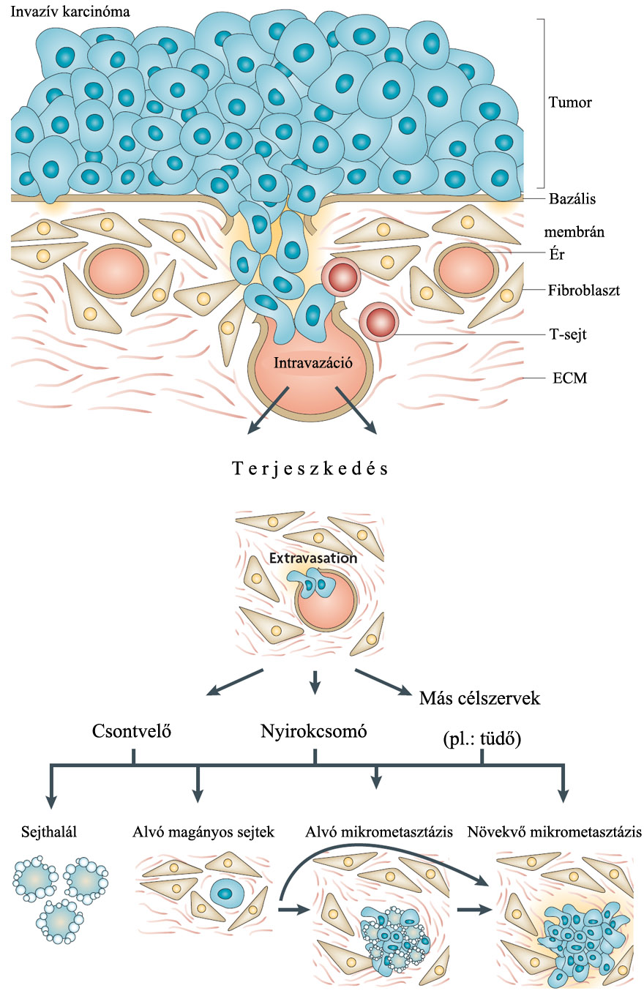 Invazív karcinóma
Tumor
Bazális
membrán
Ér
Fibroblaszt
T-sejt
ECM
Intravazáció
Terjeszkedés
Extravasation
Csontvelő
Nyirokcsomó
Más célszervek
(pl.: tüdő)
Sejthalál
Alvó magányos sejtek
Alvó mikrometasztázis
Növekvő mikrometasztázis